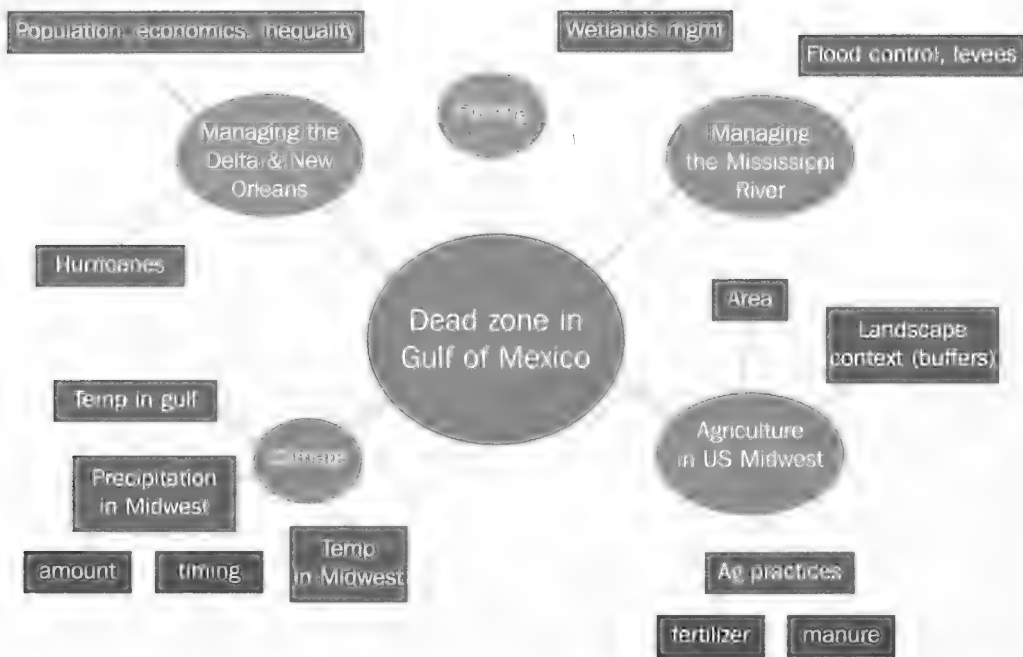 Population, economics, inequality
Wetlands mgmt
Flood control, levees
Managing the
Delta & New
Orleans
Managing
the Mississippi
River
Hurricanes
Dead zone in
Gulf of Mexico
Area
Landscape
context (buffers)
Temp in gulf
Agriculture
in US Midwest
Precipitation
in Midwest
amount
timing
Temp
in Midwest
Ag practices
fertilizer
manure